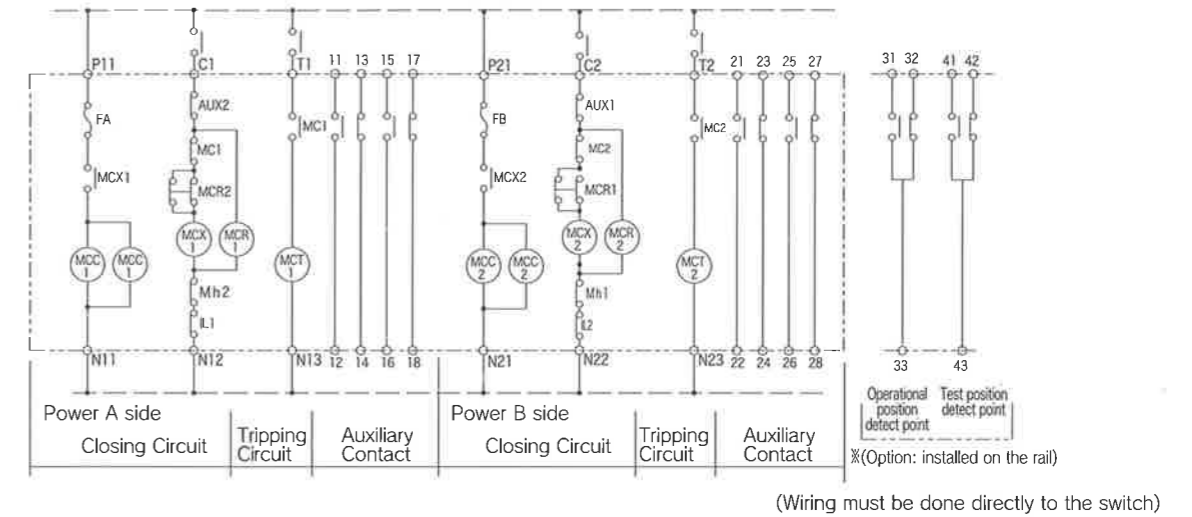 P11 C1 T1 11 13 15 17 P21 C2 T2 21 23 25 27 31 32 41 42
FA AUX2 MC1 FB AUX1 MC2
MC1 MC2
MCX1 MCR2 MCX2 MCR1
MCC 1 MCC 1 MCX 1 MCR 1 MCT 1 MCC 2 MCC 2 MCX 2 MCR 2 MCT 2
Mh2 Mh1
IL1 IL2
N11 N12 N13 12 14 16 18 N21 N22 N23 22 24 26 28 33 43
Power A side
Closing Circuit
Tripping
Circuit
Auxiliary
Contact
Power B side
Closing Circuit
Tripping
Circuit
Auxiliary
Contact
Operational
position
detect point
Test position
detect point
※(Option: installed on the rail)
(Wiring must be done directly to the switch)